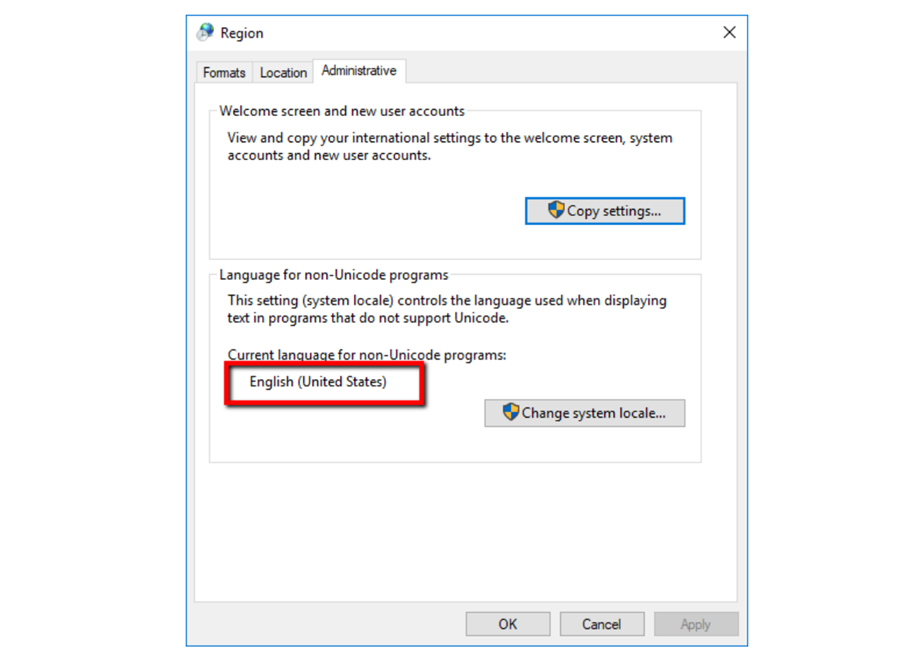 Region
Formats Location Administrative
Welcome screen and new user accounts
View and copy your international settings to the welcome screen, system
accounts and new user accounts.
Copy settings...
Language for non-Unicode programs
This setting (system locale) controls the language used when displaying
text in programs that do not support Unicode.
Current language for non-Unicode programs:
English (United States)
Change system locale...
OK Cancel Apply